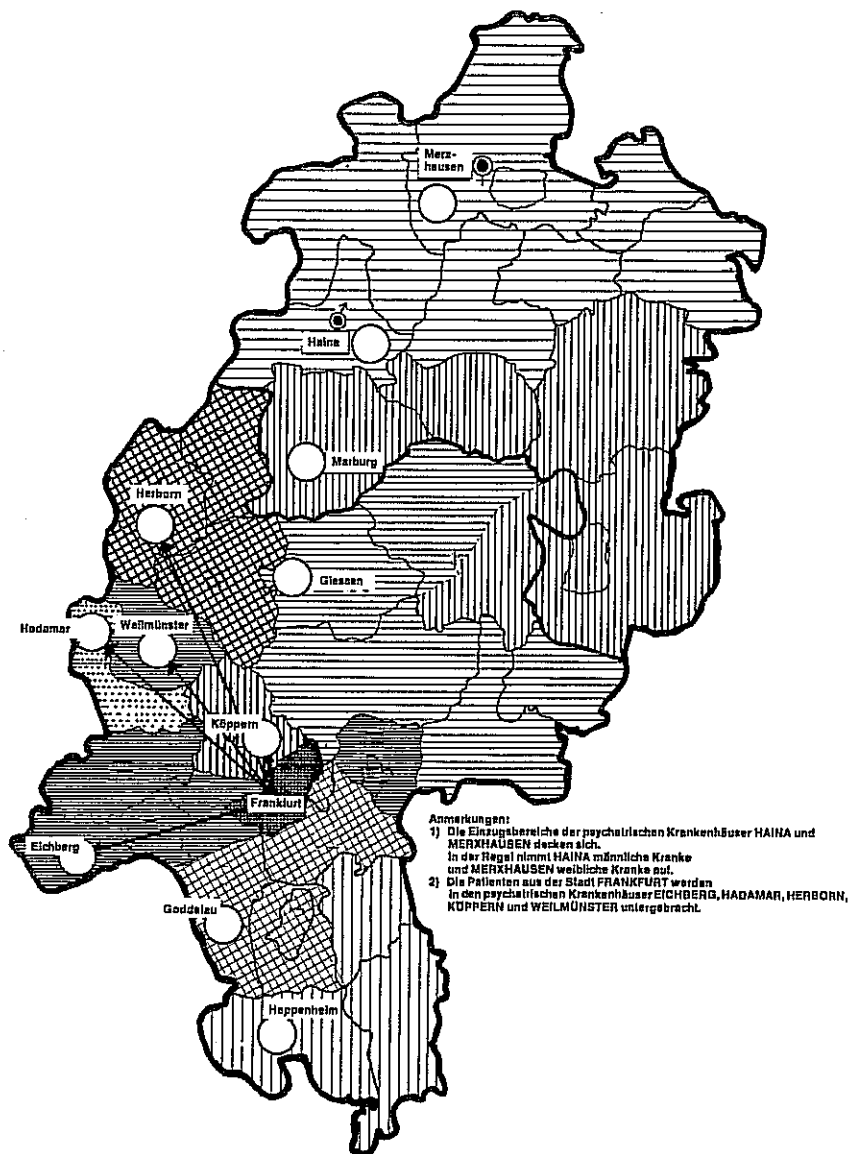 Merz-
hausen
Haina
Marburg
Herborn
Giessen
Hadamar
Weilmünster
Köppern
Frankfurt
Eichberg
Goddelau
Heppenheim
Anmerkungen:
1) Die Einzugsbereiche der psychiatrischen Krankenhäuser HAINA und
MERXHAUSEN decken sich.
In der Regel nimmt HAINA männliche Kranke
und MERXHAUSEN weibliche Kranke auf.
2) Die Patienten aus der Stadt FRANKFURT werden
in den psychiatrischen Krankenhäuser EICHBERG, HADAMAR, HERBORN,
KÖPPERN und WEILMÜNSTER untergebracht.